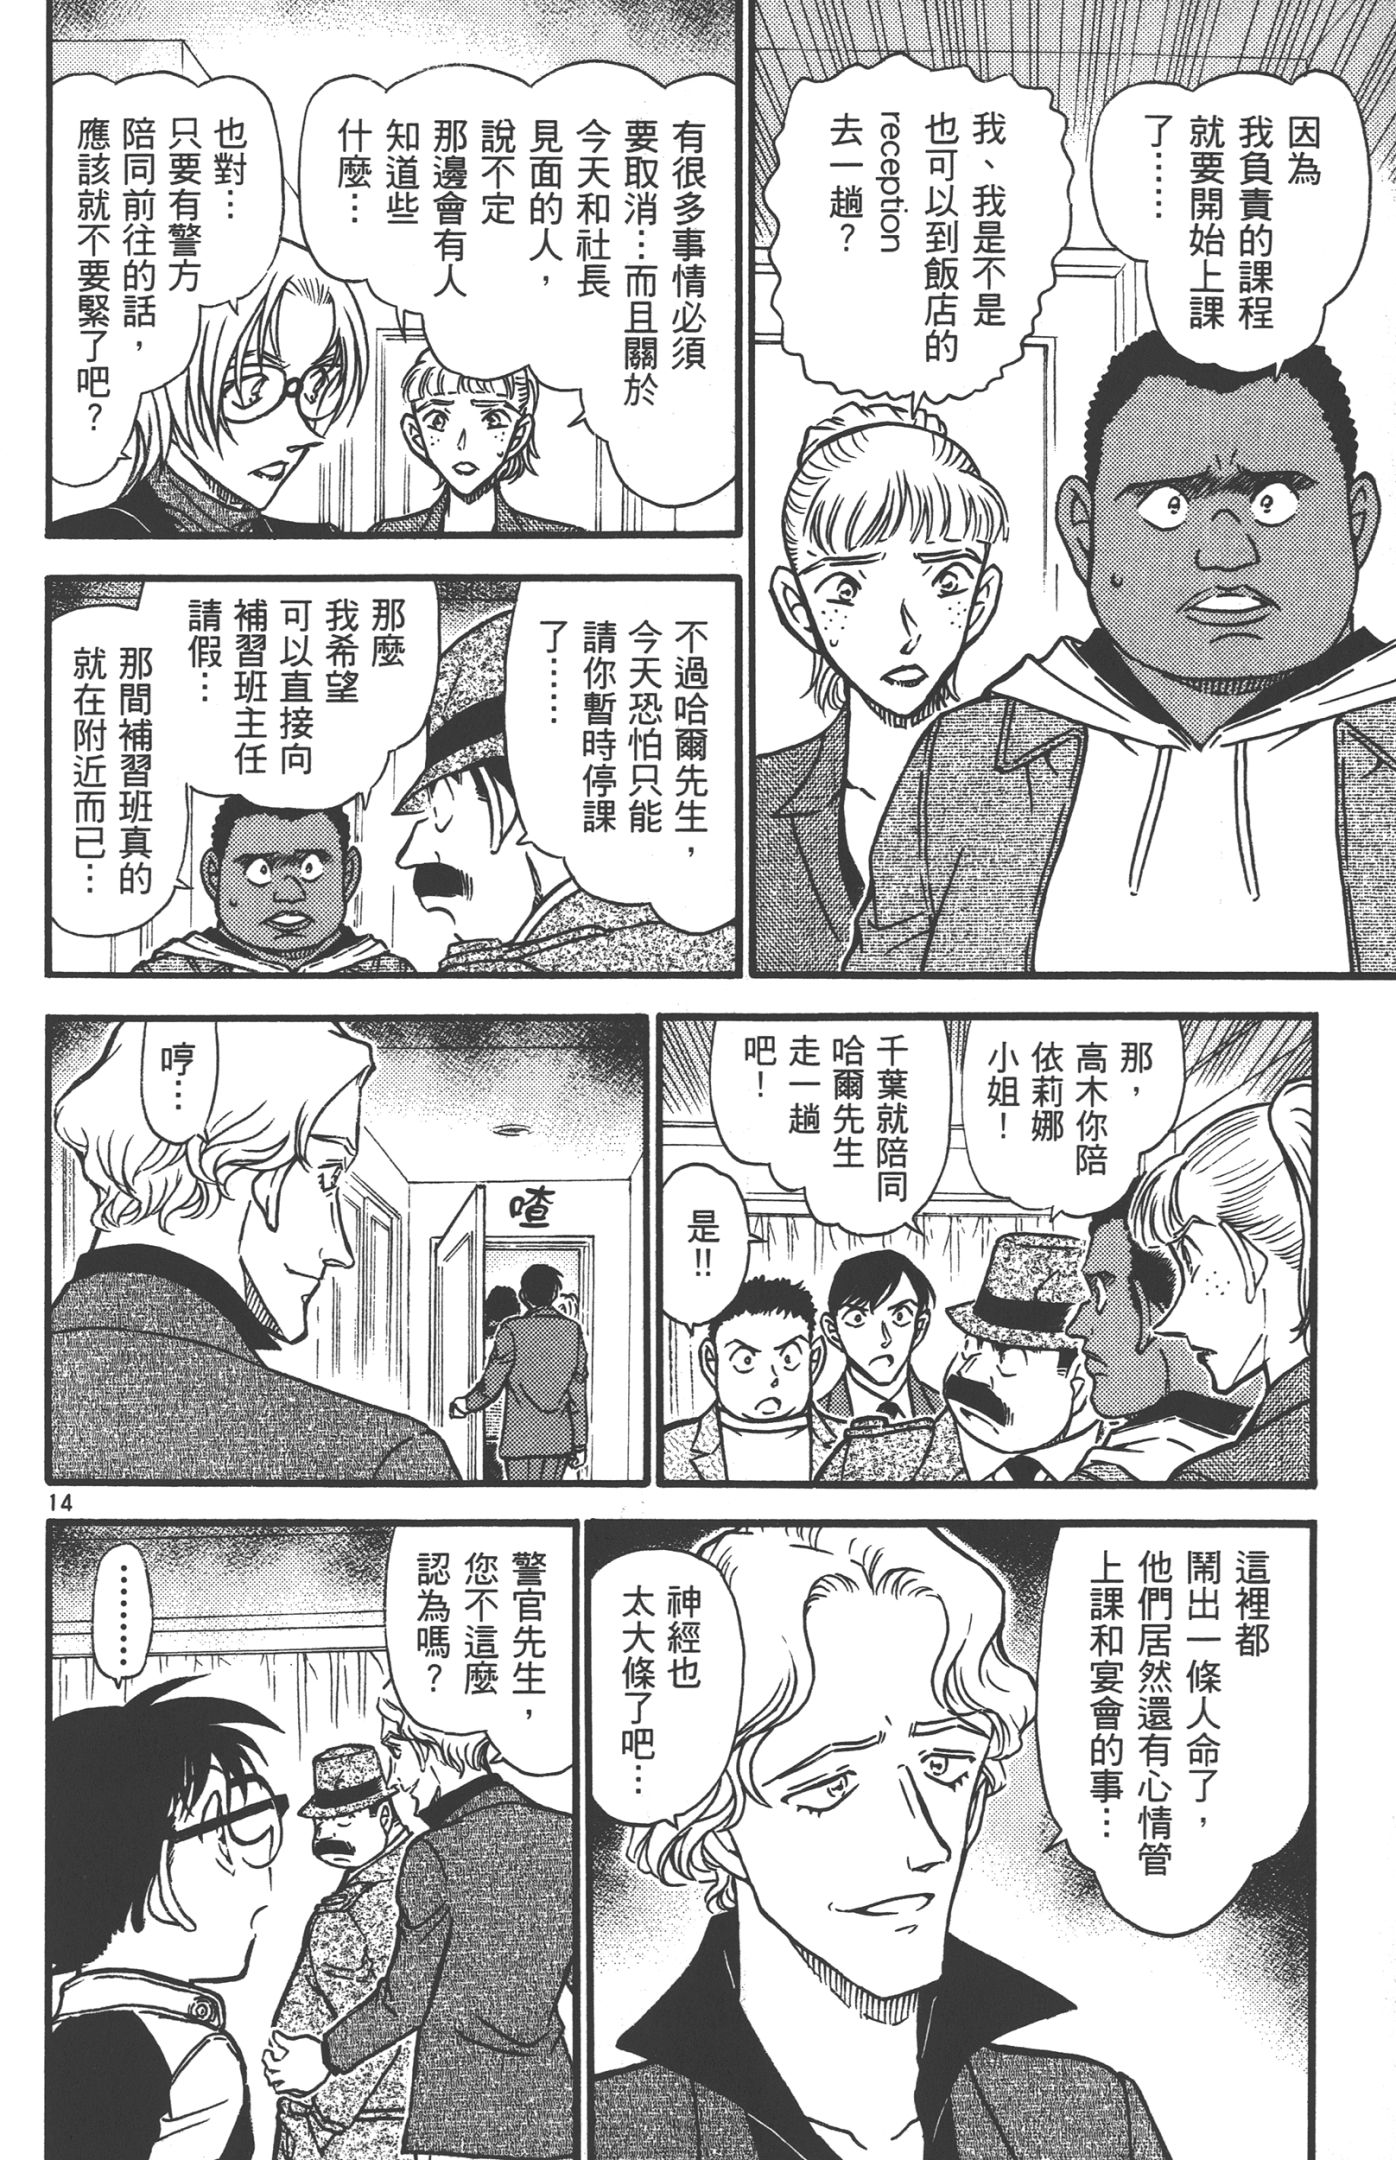 因為
我負責的課程
就要開始上課
了……
我、我是不是
也可以到飯店的
reception
去一趟？
有很多事情必須
要取消…而且關於
今天和社長
見面的人，
說不定
那邊會有人
知道這些
什麼…
也對…
只要有警方
陪同前往的話，
應該就不要緊了吧？
不過哈爾先生，
今天恐怕只能
請你暫時停課
了……
那麼
我希望
可以直接向
補習班主任
請假…
那間補習班真的
就在附近而已…
那，
高木你陪
依莉娜
小姐！
千葉就陪同
哈爾先生
走一趟
吧！
是!!
喳
哼…
14
這裡都
鬧出一條人命了，
他們居然還有心情管
上課和宴會的事…
神經也
太大條了吧…
警官先生，
您不這麼
認為嗎？
………